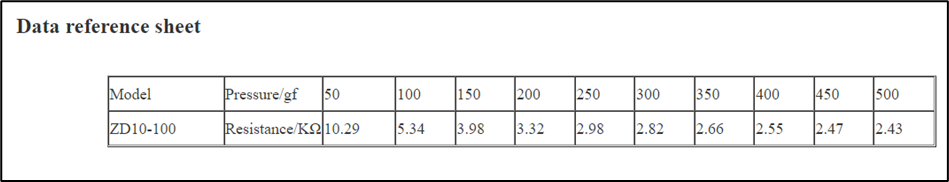 Data reference sheet
Model Pressure/gf 50 100 150 200 250 300 350 400 450 500
ZD10-100 Resistance/KΩ 10.29 5.34 3.98 3.32 2.98 2.82 2.66 2.55 2.47 2.43